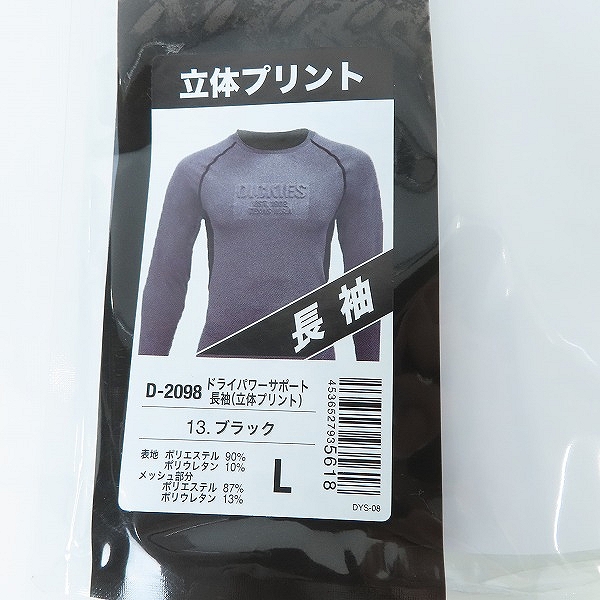 立体プリント
DICKIES
長袖
D-2098 ドライパワーサポート
長袖(立体プリント)
13. ブラック
表地 ポリエステル 90%
ポリウレタン 10%
メッシュ部分
ポリエステル 87%
ポリウレタン 13%
L
4536527935618
DYS-08